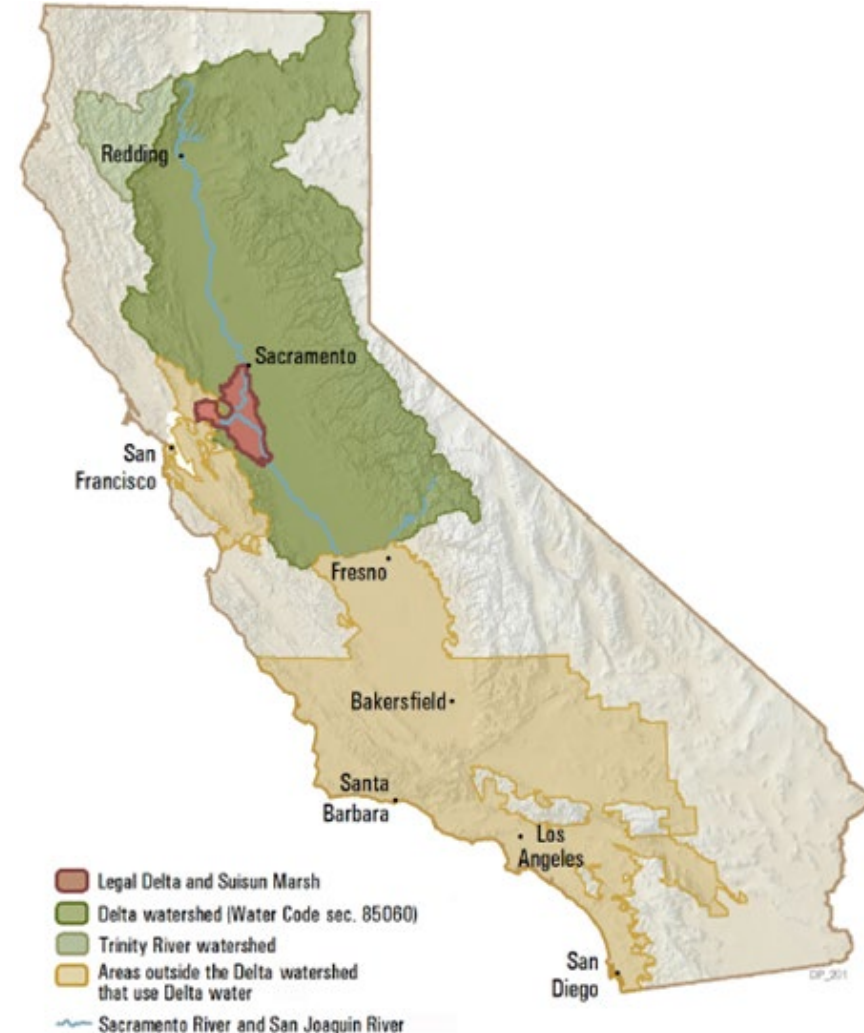 Redding
Sacramento
San
Francisco
Fresno
Bakersfield
Santa
Barbara
Los
Angeles
San
Diego
DP_201
Legal Delta and Suisun Marsh
Delta watershed (Water Code sec. 85060)
Trinity River watershed
Areas outside the Delta watershed
that use Delta water
Sacramento River and San Joaquin River